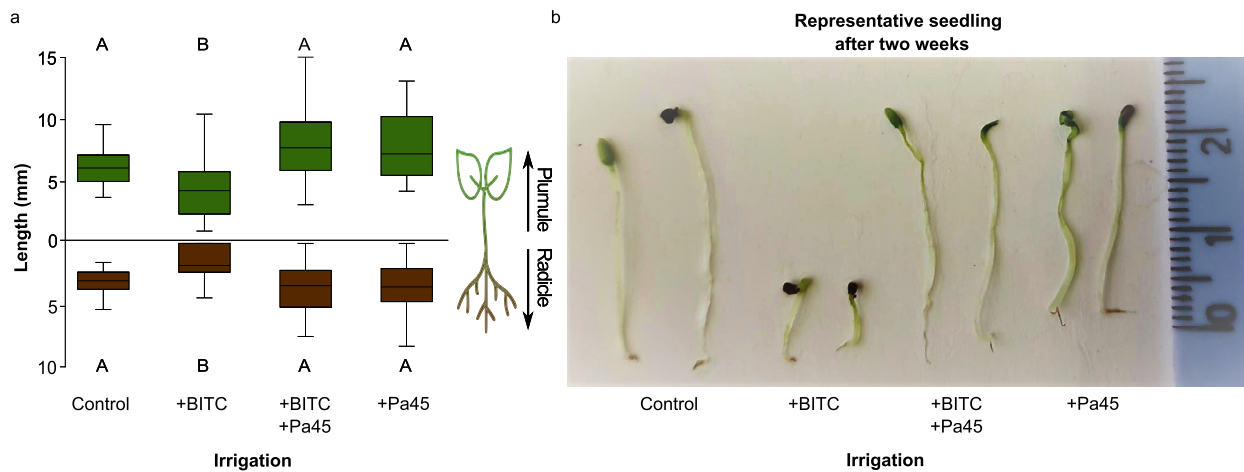 a
A B A A
15
10
5
0
5
10
Length (mm)
Plumule
Radicle
A B A A
Control +BITC +BITC +Pa45
+Pa45
Irrigation
b
Representative seedling
after two weeks
2
1
0
Control +BITC +BITC +Pa45
+Pa45
Irrigation